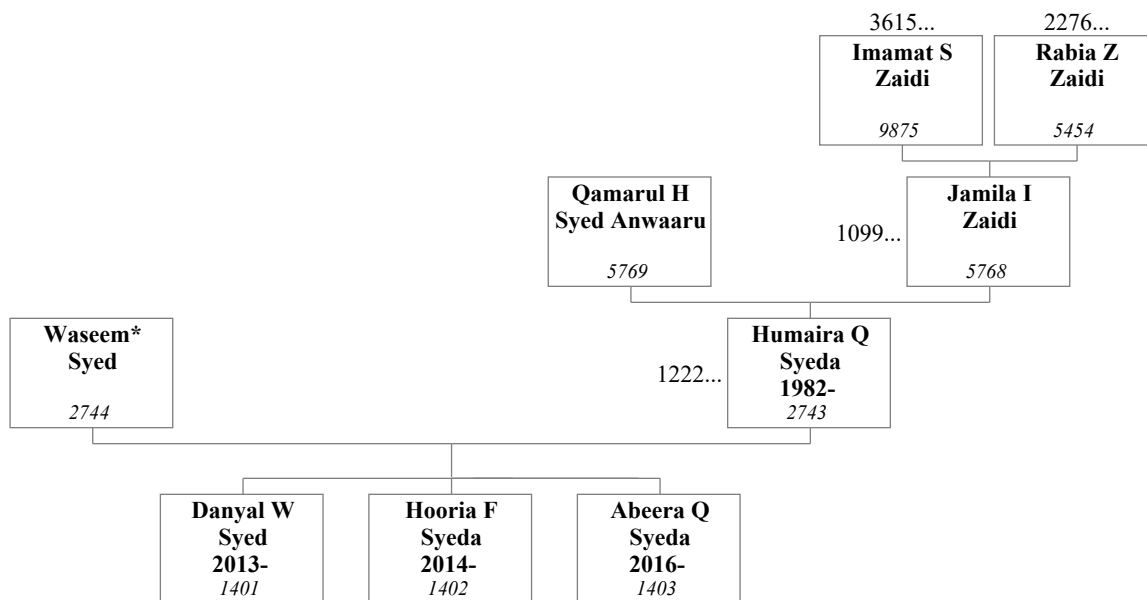 3615...
2276...
Imamat S
Zaidi
9875
Rabia Z
Zaidi
5454
Qamarul H
Syed Anwaaru
5769
1099...
Jamila I
Zaidi
5768
Waseem*
Syed
2744
1222...
Humaira Q
Syeda
1982-
2743
Danyal W
Syed
2013-
1401
Hooria F
Syeda
2014-
1402
Abeera Q
Syeda
2016-
1403